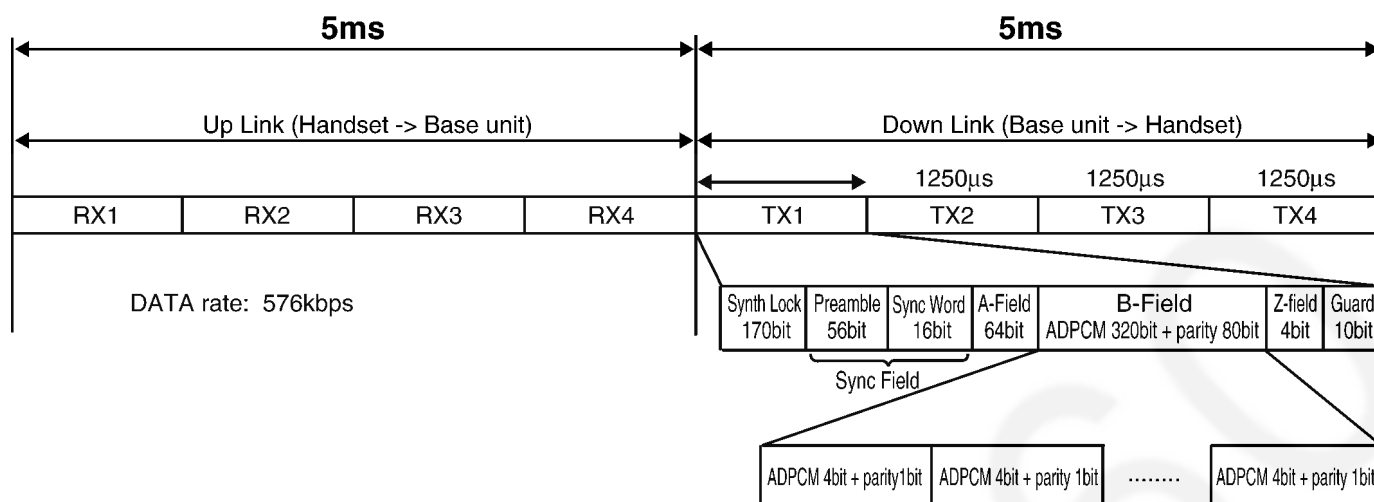 5ms 5ms
Up Link (Handset -> Base unit) Down Link (Base unit -> Handset)
1250μs 1250μs 1250μs
RX1 RX2 RX3 RX4 TX1 TX2 TX3 TX4
DATA rate: 576kbps
Synth Lock Preamble Sync Word A-Field B-Field Z-field Guard
170bit 56bit 16bit 64bit ADPCM 320bit + parity 80bit 4bit 10bit
Sync Field
ADPCM 4bit + parity1bit ADPCM 4bit + parity 1bit ........ ADPCM 4bit + parity 1bit